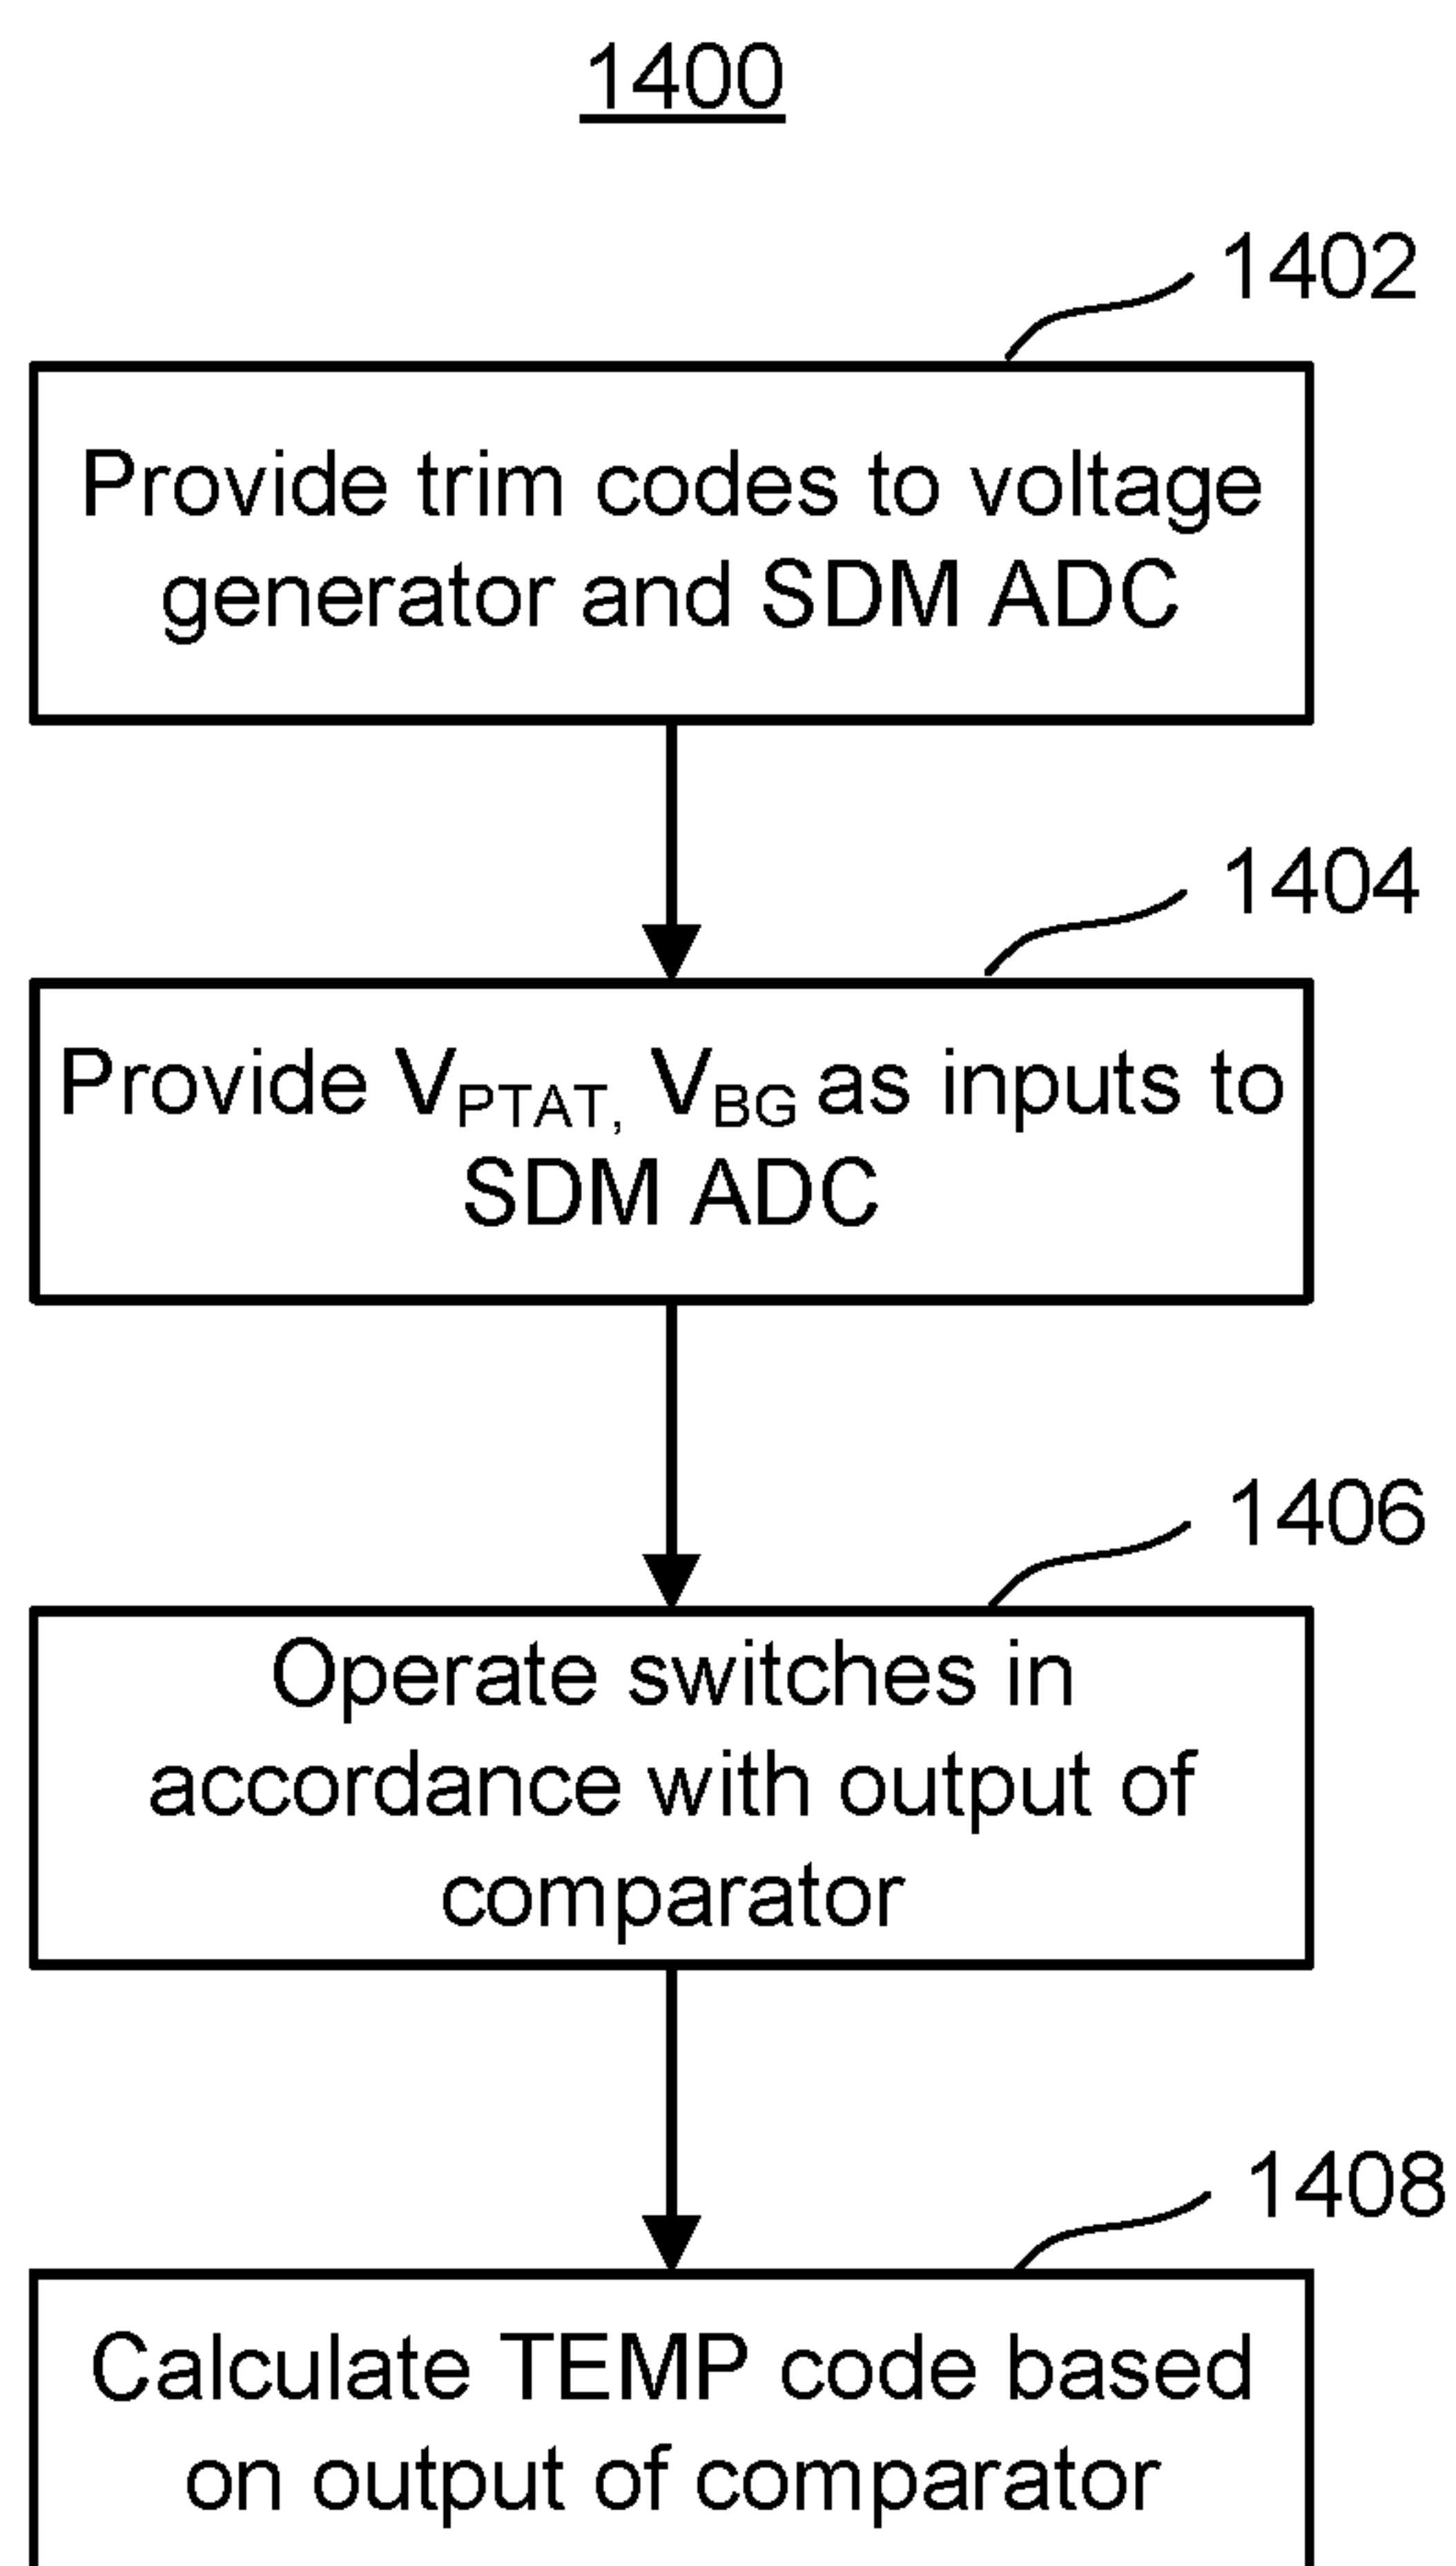 1400
1402
Provide trim codes to voltage
generator and SDM ADC
1404
Provide VPTAT, VBG as inputs to
SDM ADC
1406
Operate switches in
accordance with output of
comparator
1408
Calculate TEMP code based
on output of comparator